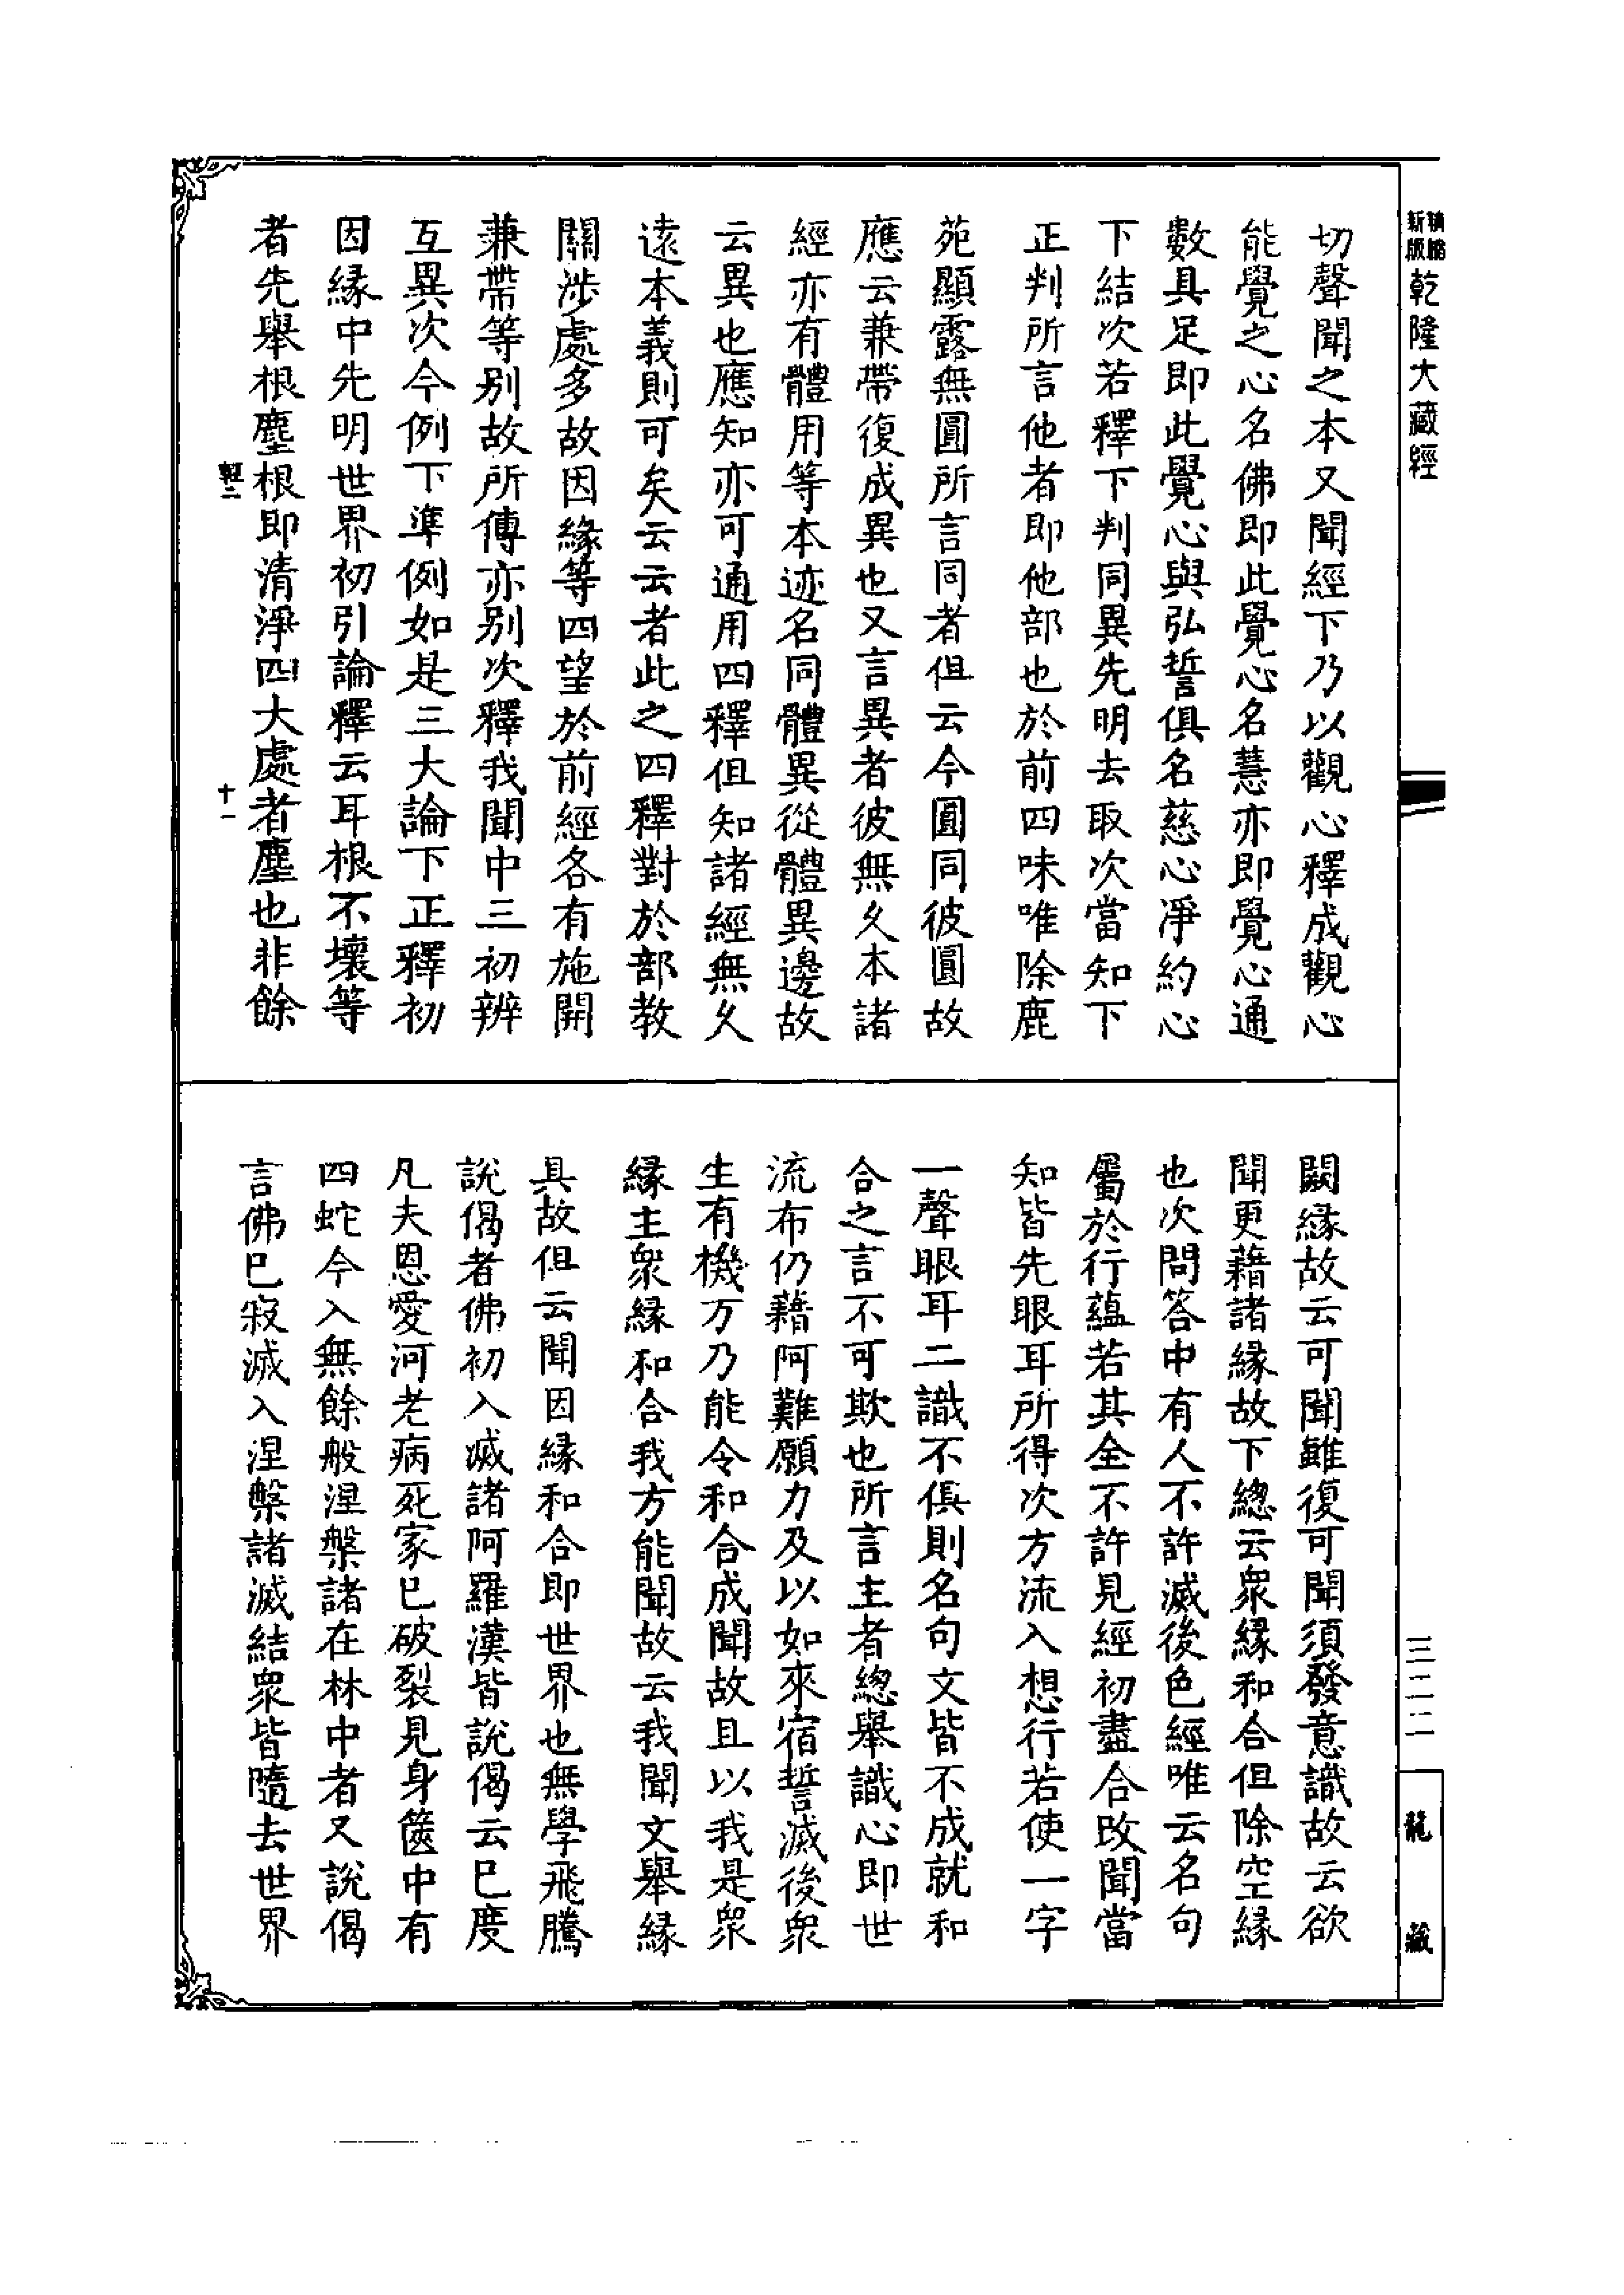 新版
精縮
乾隆大藏經
三二二
龍藏
切聲聞之本又聞經下乃以觀心釋成觀心
能覺之心名佛即此覺心名慧亦即覺心通
數具足即此覺心與弘誓俱名慈心淨約心
下結次若釋下判同異先明去取次當知下
正判所言他者即他部也於前四味唯除鹿
苑顯露無圓所言同者但云今圓同彼圓故
應云兼帶復成異也又言異者彼無久本諸
經亦有體用等本迹名同體異從體異邊故
云異也應知亦可通用四釋但知諸經無久
遠本義則可矣云云者此之四釋對於部教
關涉處多故因緣等四望於前經各有施開
兼帶等別故所傳亦別次釋我聞中三初辨
互異次今例下準例如是三大論下正釋初
因緣中先明世界初引論釋云耳根不壞等
者先舉根塵根即清淨四大處者塵也非餘
十一
闕緣故云可聞雖復可聞須發意識故云欲
聞更藉諸緣故下總云衆緣和合但除空緣
也次問答中有人不許滅後色經唯云名句
屬於行蘊若其全不許見經初盡合改聞當
知皆先眼耳所得次方流入想行若使一字
一聲眼耳二識不俱則名句文皆不成就和
合之言不可欺也所言主者總舉識心即世
流布仍藉阿難願力及以如來宿誓滅後衆
生有機方乃能令和合成聞故且以我是衆
緣主衆緣和合我方能聞故云我聞文舉緣
具故但云聞因緣和合即世界也無學飛騰
說偈者佛初入滅諸阿羅漢皆說偈云巳度
凡夫恩愛河老病死家巳破裂見身篋中有
四蛇今入無餘般涅槃諸在林中者又說偈
言佛巳寂滅入涅槃諸滅結衆皆隨去世界